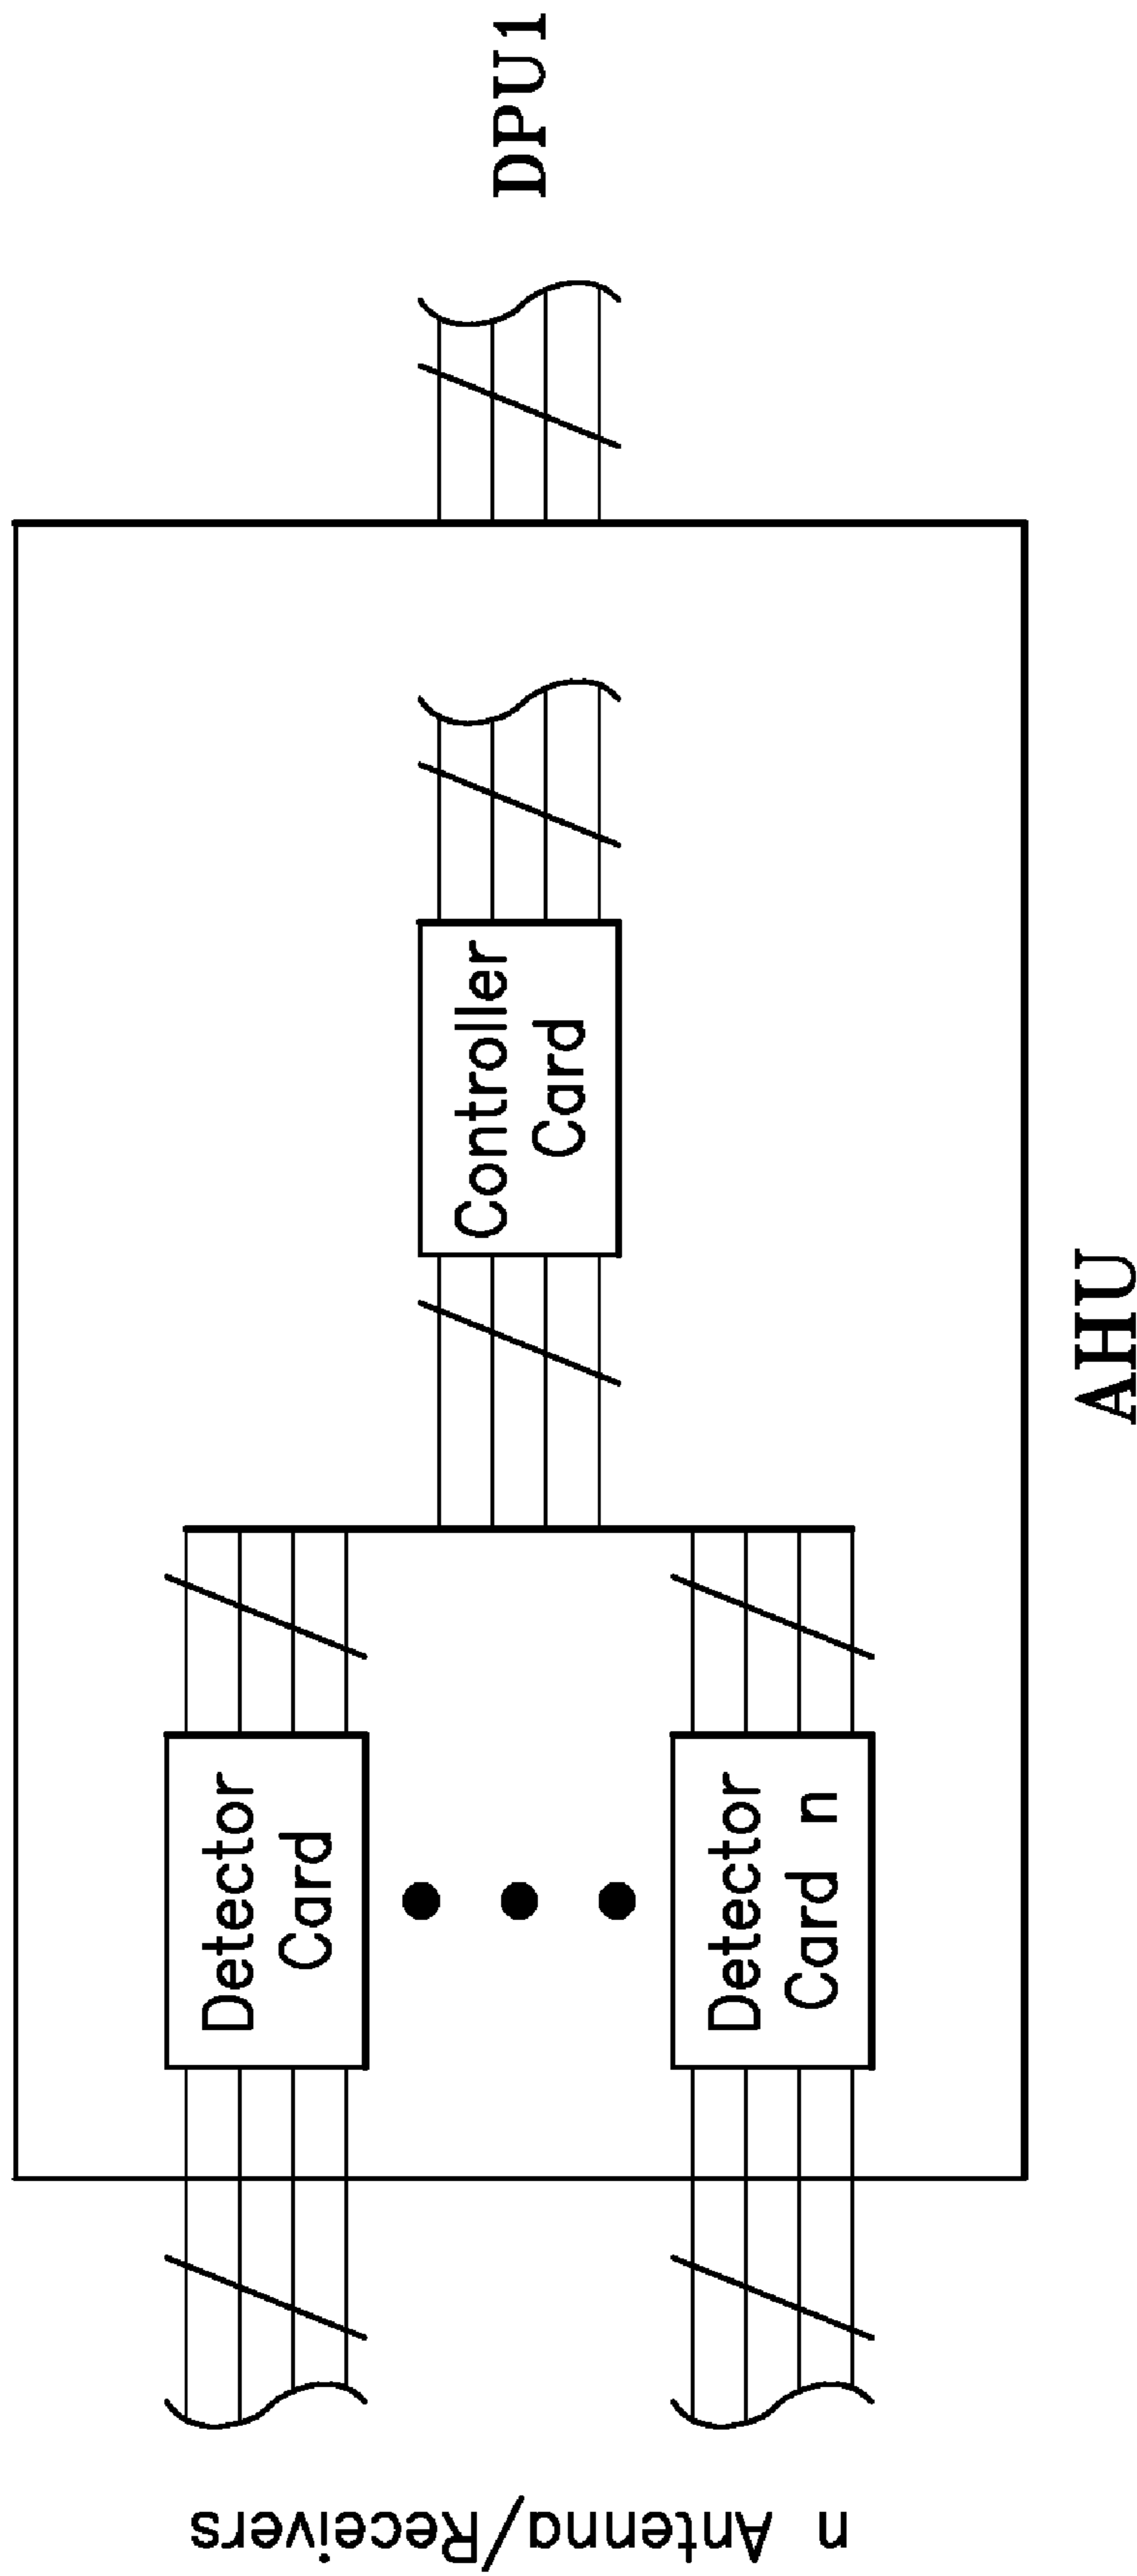 n Antenna/Receivers
Detector
Card
Detector
Card n
Controller
Card
DPU1
AHU